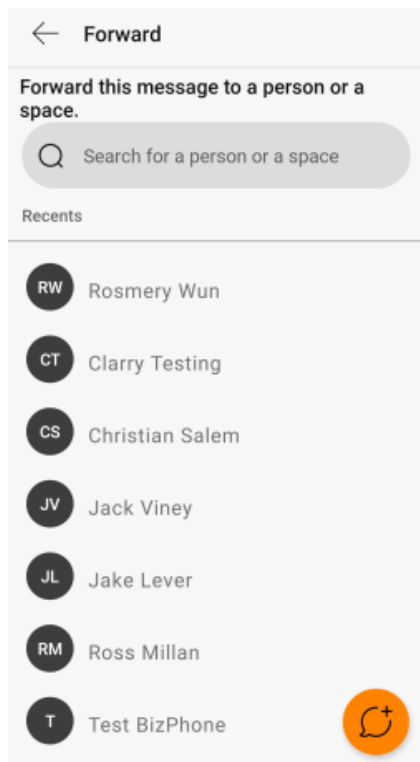 Forward
Forward this message to a person or a
space.
Search for a person or a space
Recents
RW Rosmery Wun
CT Clarry Testing
CS Christian Salem
JV Jack Viney
JL Jake Lever
RM Ross Millan
T Test BizPhone